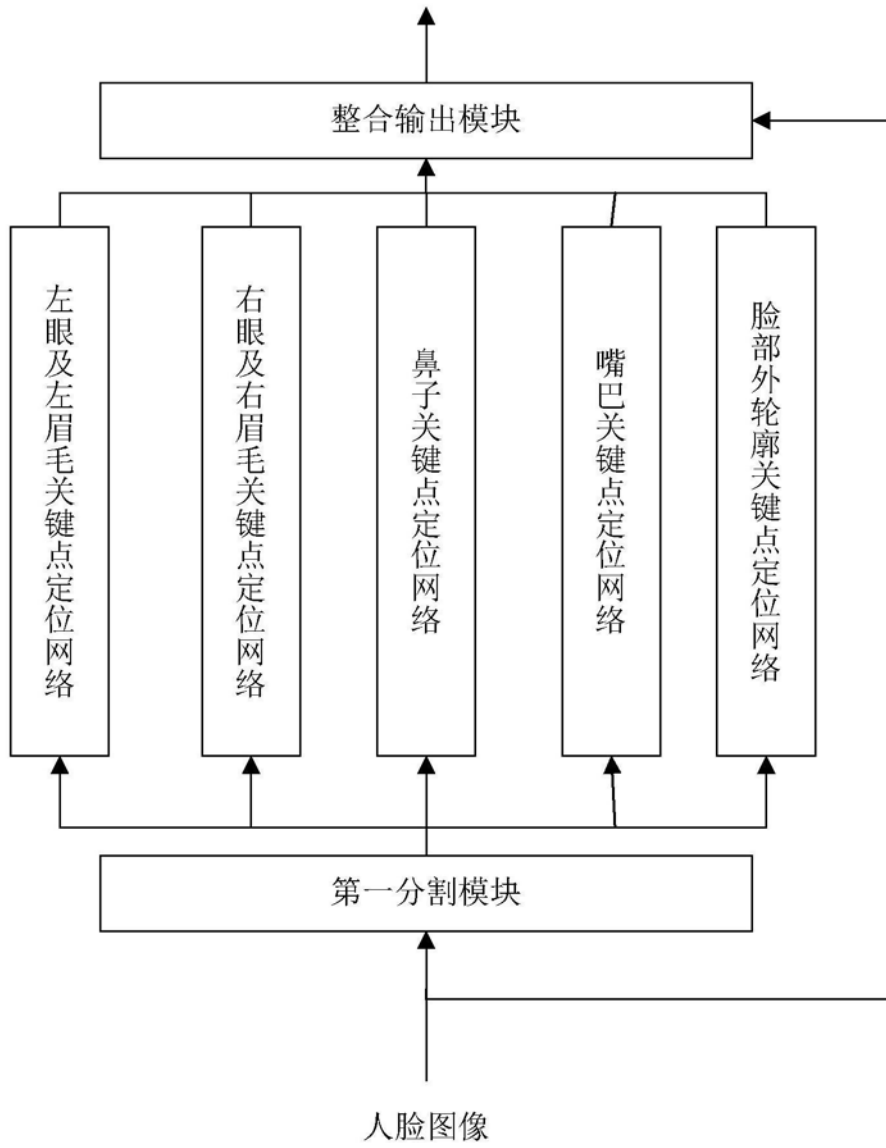 整合输出模块
左眼及左眉毛关键点定位网络
右眼及右眉毛关键点定位网络
鼻子关键点定位网络
嘴巴关键点定位网络
脸部外轮廓关键点定位网络
第一分割模块
人脸图像